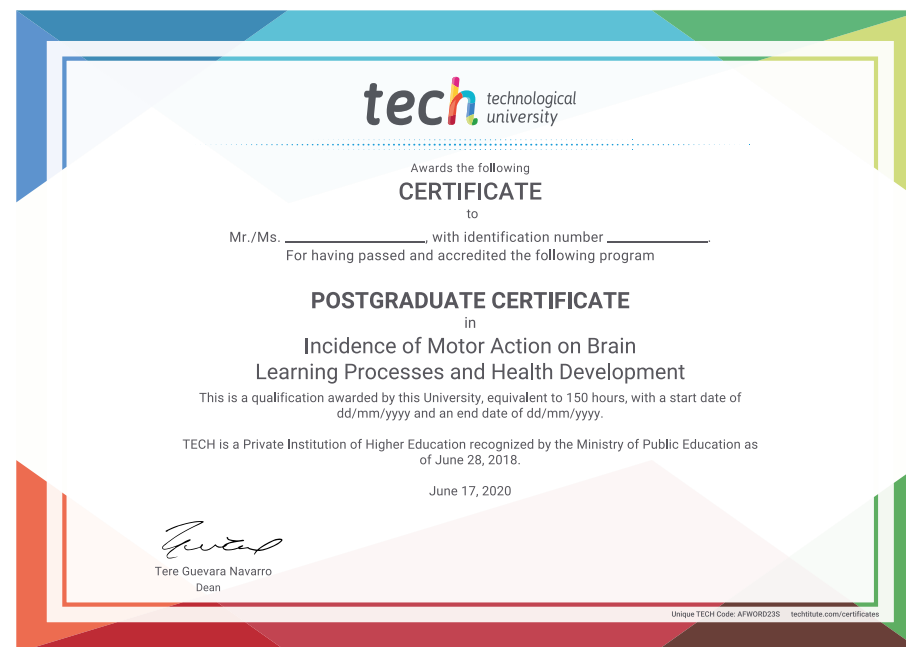 tech technological
university
Awards the following
CERTIFICATE
to
Mr./Ms. ____________________, with identification number ______________.
For having passed and accredited the following program
POSTGRADUATE CERTIFICATE
in
Incidence of Motor Action on Brain
Learning Processes and Health Development
This is a qualification awarded by this University, equivalent to 150 hours, with a start date of
dd/mm/yyyy and an end date of dd/mm/yyyy.
TECH is a Private Institution of Higher Education recognized by the Ministry of Public Education as
of June 28, 2018.
June 17, 2020
Tere Guevara Navarro
Dean
Unique TECH Code: AFWORD23S techtitute.com/certificates